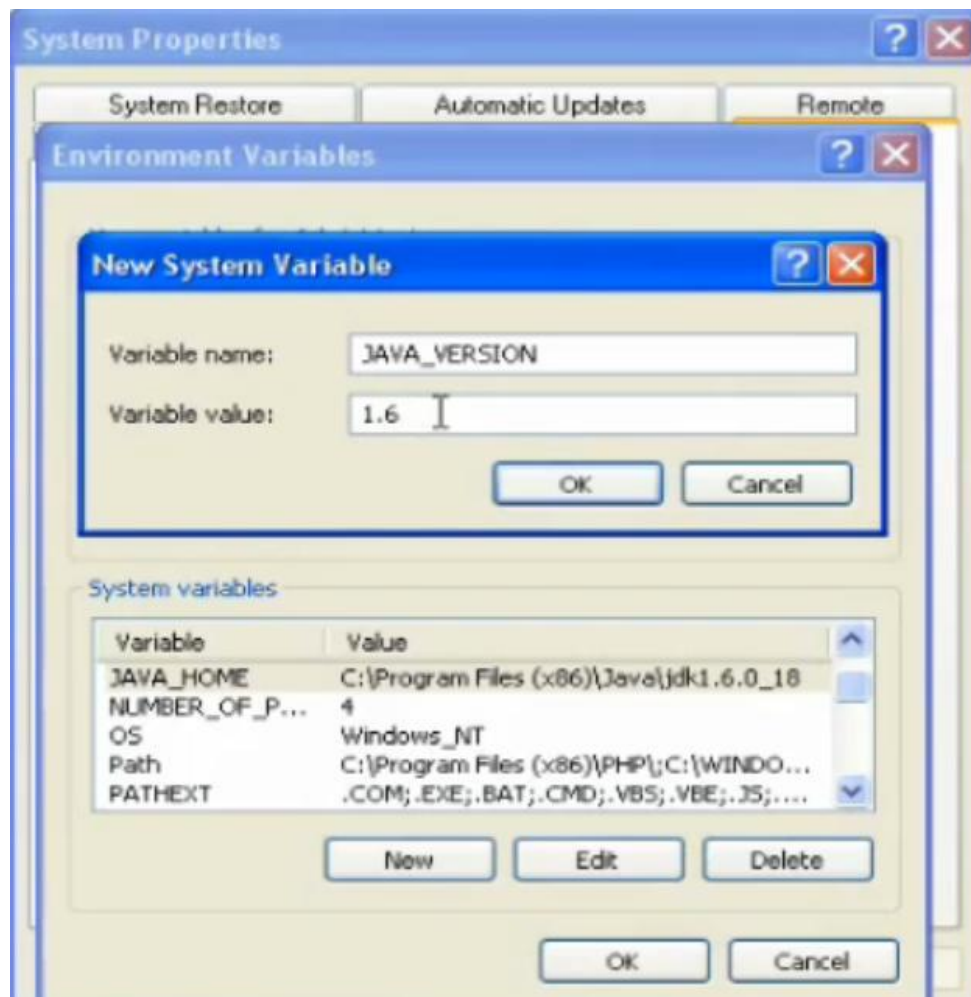 System Properties
System Restore Automatic Updates Remote
Environment Variables
New System Variable
Variable name: JAVA_VERSION
Variable value: 1.6
OK Cancel
System variables
Variable Value
JAVA_HOME C:\Program Files (x86)\Java\jdk1.6.0_18
NUMBER_OF_P... 4
OS Windows_NT
Path C:\Program Files (x86)\PHP\;C:\WINDO...
PATHEXT .COM;.EXE;.BAT;.CMD;.VBS;.VBE;.JS;....
New Edit Delete
OK Cancel